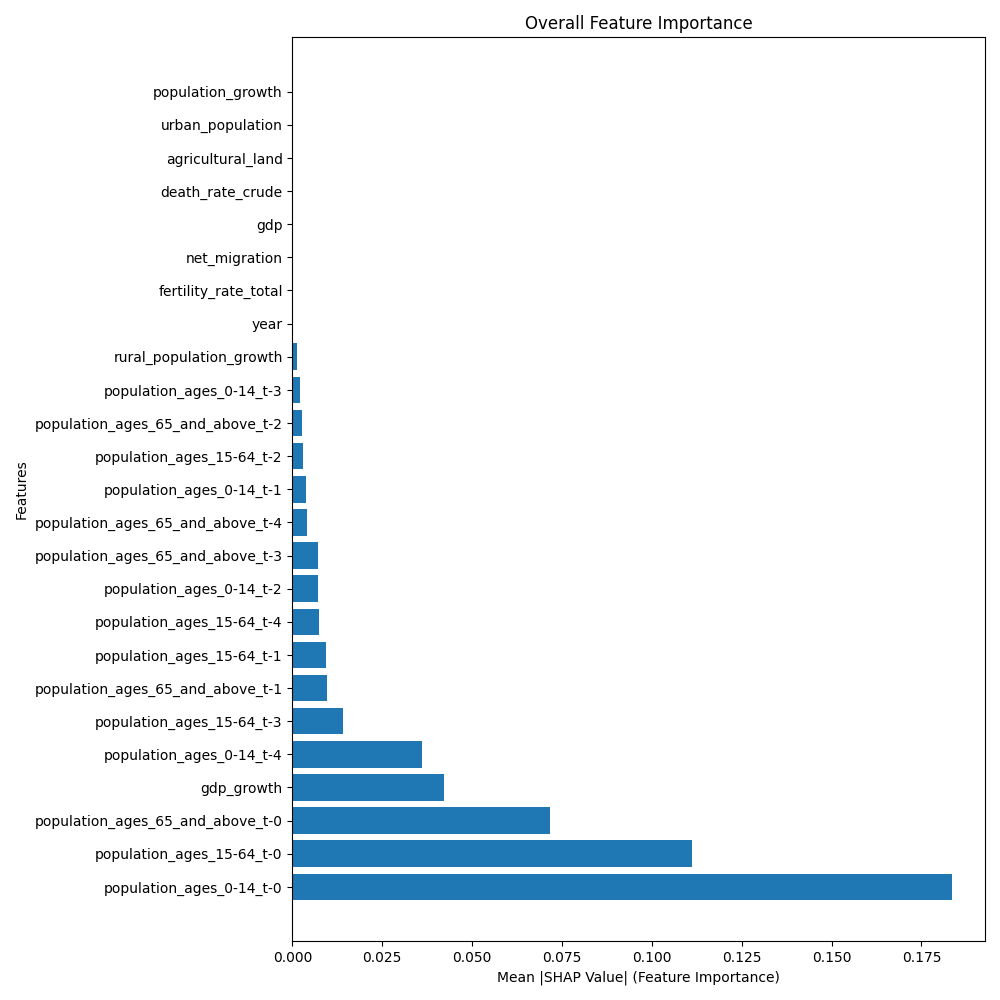 Overall Feature Importance
population_growth
urban_population
agricultural_land
death_rate_crude
gdp
net_migration
fertility_rate_total
year
rural_population_growth
population_ages_0-14_t-3
population_ages_65_and_above_t-2
population_ages_15-64_t-2
population_ages_0-14_t-1
population_ages_65_and_above_t-4
population_ages_65_and_above_t-3
population_ages_0-14_t-2
population_ages_15-64_t-4
population_ages_15-64_t-1
population_ages_65_and_above_t-1
population_ages_15-64_t-3
population_ages_0-14_t-4
gdp_growth
population_ages_65_and_above_t-0
population_ages_15-64_t-0
population_ages_0-14_t-0
Features
0.000 0.025 0.050 0.075 0.100 0.125 0.150 0.175
Mean |SHAP Value| (Feature Importance)